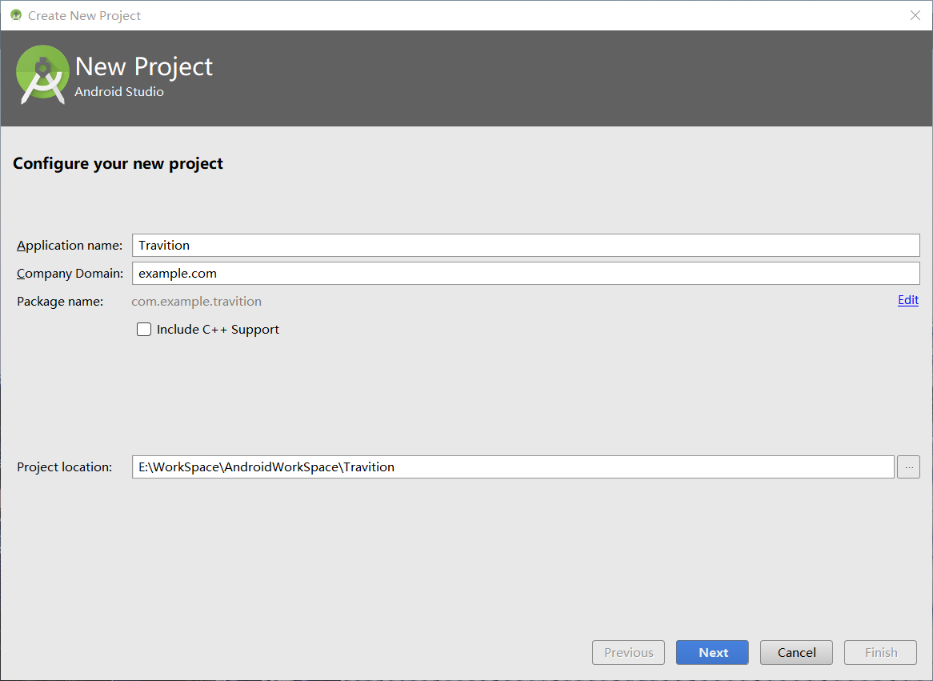 Create New Project
New Project
Android Studio
Configure your new project
Application name: Travition
Company Domain: example.com
Package name: com.example.travition Edit
Include C++ Support
Project location: E:\WorkSpace\AndroidWorkSpace\Travition ...
Previous Next Cancel Finish